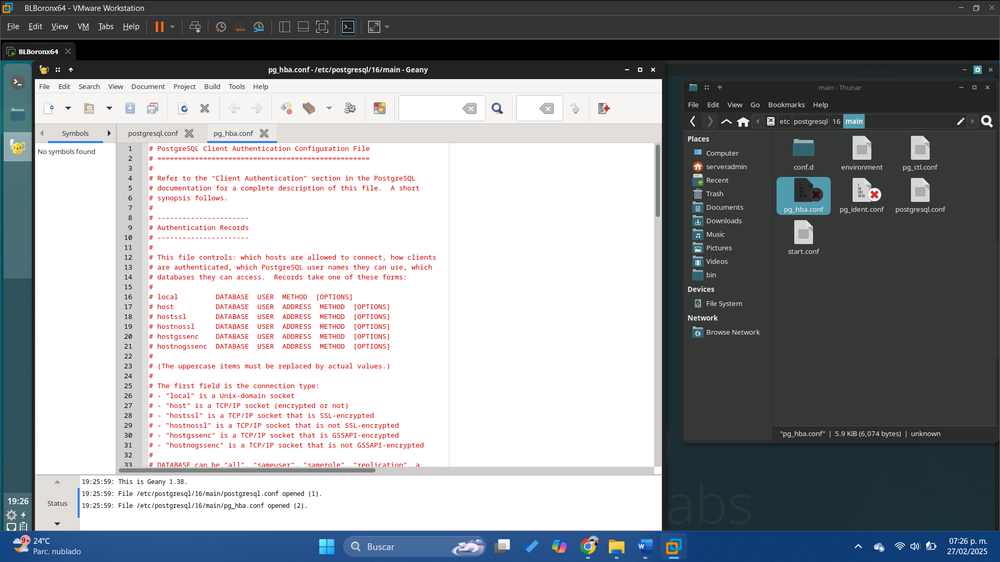 BLBoronx64 - VMware Workstation
File Edit View VM Tabs Help
BLBoronx64
pg_hba.conf - /etc/postgresql/16/main - Geany
File Edit Search View Document Project Build Tools Help
Symbols
postgresql.conf
pg_hba.conf
No symbols found
1 # PostgreSQL Client Authentication Configuration File
2 # ===================================================
3 #
4 # Refer to the "Client Authentication" section in the PostgreSQL
5 # documentation for a complete description of this file.  A short
6 # synopsis follows.
7 #
8 # ----------------------
9 # Authentication Records
10 # ----------------------
11 #
12 # This file controls: which hosts are allowed to connect, how clients
13 # are authenticated, which PostgreSQL user names they can use, which
14 # databases they can access.  Records take one of these forms:
15 #
16 # local         DATABASE  USER  METHOD  [OPTIONS]
17 # host          DATABASE  USER  ADDRESS  METHOD  [OPTIONS]
18 # hostssl       DATABASE  USER  ADDRESS  METHOD  [OPTIONS]
19 # hostnossl     DATABASE  USER  ADDRESS  METHOD  [OPTIONS]
20 # hostgssenc    DATABASE  USER  ADDRESS  METHOD  [OPTIONS]
21 # hostnogssenc  DATABASE  USER  ADDRESS  METHOD  [OPTIONS]
22 #
23 # (The uppercase items must be replaced by actual values.)
24 #
25 # The first field is the connection type:
26 # - "local" is a Unix-domain socket
27 # - "host" is a TCP/IP socket (encrypted or not)
28 # - "hostssl" is a TCP/IP socket that is SSL-encrypted
29 # - "hostnossl" is a TCP/IP socket that is not SSL-encrypted
30 # - "hostgssenc" is a TCP/IP socket that is GSSAPI-encrypted
31 # - "hostnogssenc" is a TCP/IP socket that is not GSSAPI-encrypted
32 #
33 # DATABASE can be "all", "sameuser", "samerole", "replication", a
Status
19:25:59: This is Geany 1.38.
19:25:59: File /etc/postgresql/16/main/postgresql.conf opened (1).
19:25:59: File /etc/postgresql/16/main/pg_hba.conf opened (2).
19:26
main - Thunar
File Edit View Go Bookmarks Help
etc postgresql 16 main
Places
Computer
serveradmin
Recent
Trash
Documents
Downloads
Music
Pictures
Videos
bin
Devices
File System
Network
Browse Network
conf.d
environment
pg_ctl.conf
pg_hba.conf
pg_ident.conf
postgresql.conf
start.conf
"pg_hba.conf" | 5.9 KiB (6,074 bytes) | unknown
abs
9+
24°C
Parc. nublado
Buscar
07:26 p. m.
27/02/2025